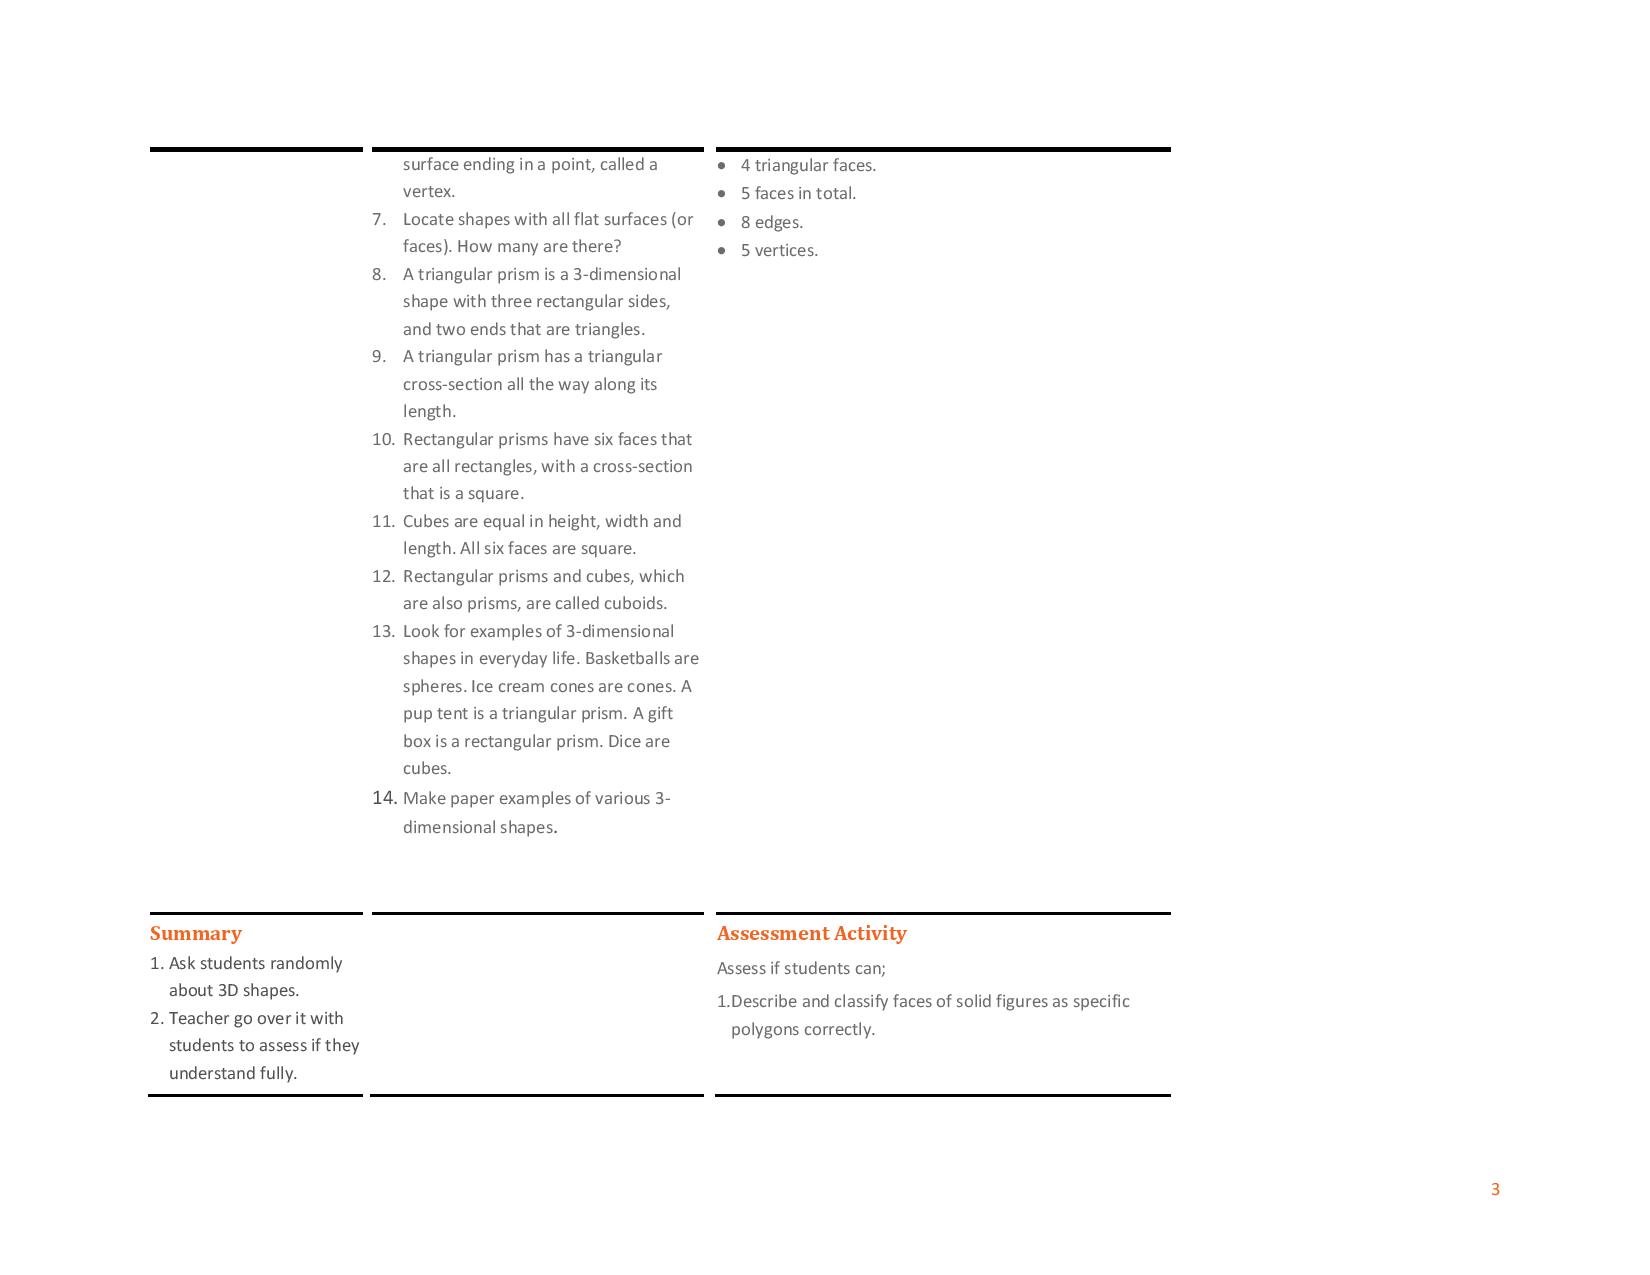 surface ending in a point, called a
vertex.
7. Locate shapes with all flat surfaces (or
faces). How many are there?
8. A triangular prism is a 3-dimensional
shape with three rectangular sides,
and two ends that are triangles.
9. A triangular prism has a triangular
cross-section all the way along its
length.
10. Rectangular prisms have six faces that
are all rectangles, with a cross-section
that is a square.
11. Cubes are equal in height, width and
length. All six faces are square.
12. Rectangular prisms and cubes, which
are also prisms, are called cuboids.
13. Look for examples of 3-dimensional
shapes in everyday life. Basketballs are
spheres. Ice cream cones are cones. A
pup tent is a triangular prism. A gift
box is a rectangular prism. Dice are
cubes.
14. Make paper examples of various 3-
dimensional shapes.
• 4 triangular faces.
• 5 faces in total.
• 8 edges.
• 5 vertices.
Summary
1. Ask students randomly
about 3D shapes.
2. Teacher go over it with
students to assess if they
understand fully.
Assessment Activity
Assess if students can;
1.Describe and classify faces of solid figures as specific
polygons correctly.
3